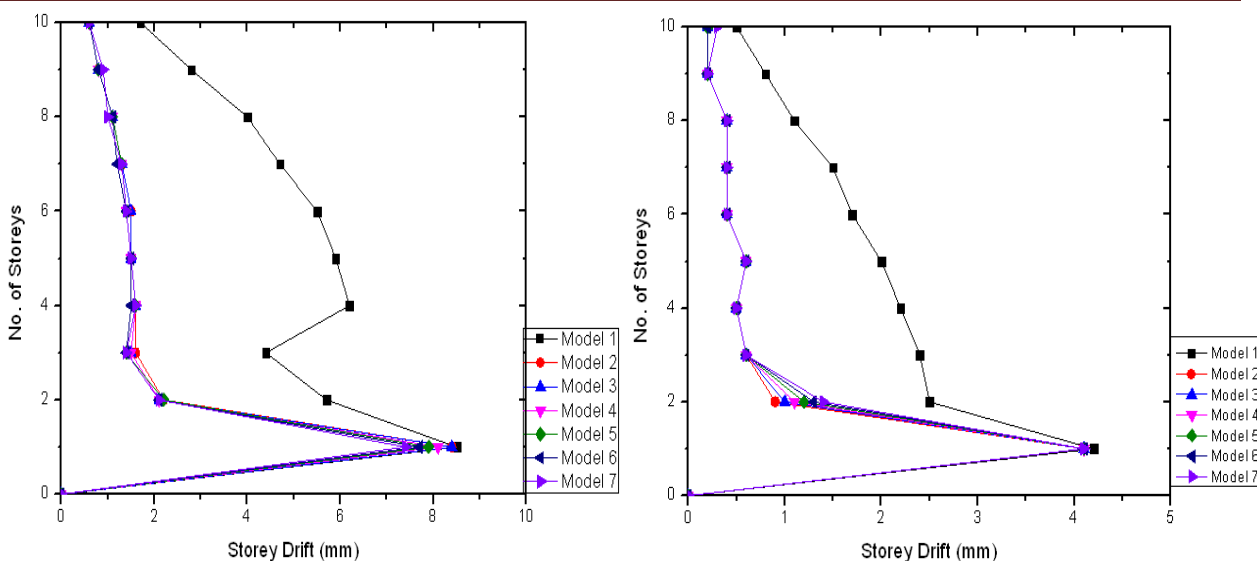 10
8
6
4
2
0
No. of Storeys
0
2
4
6
8
10
Storey Drift (mm)
Model 1
Model 2
Model 3
Model 4
Model 5
Model 6
Model 7
10
8
6
4
2
0
No. of Storeys
0
1
2
3
4
5
Storey Drift (mm)
Model 1
Model 2
Model 3
Model 4
Model 5
Model 6
Model 7